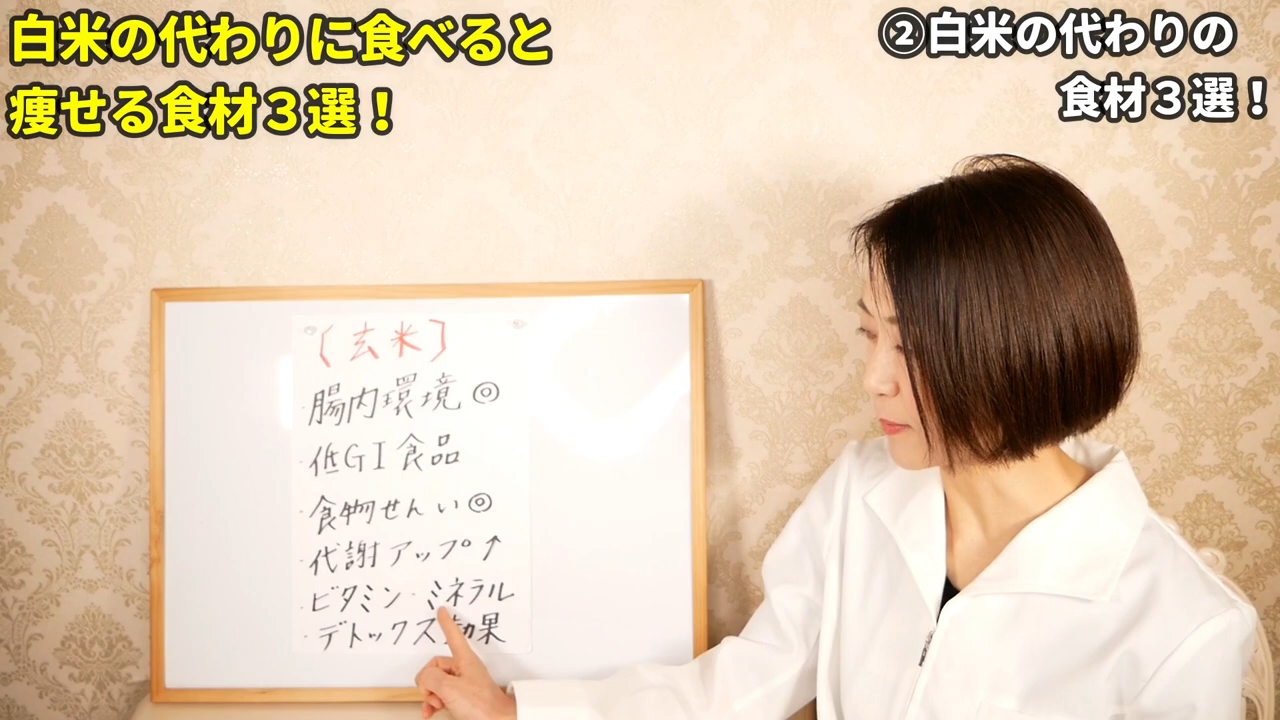 白米の代わりに食べると
痩せる食材３選！
②白米の代わりの
食材３選！
〔玄米〕
・腸内環境◎
・低GI食品
・食物せんい◎
・代謝アップ↑
・ビタミン・ミネラル
・デトックス効果